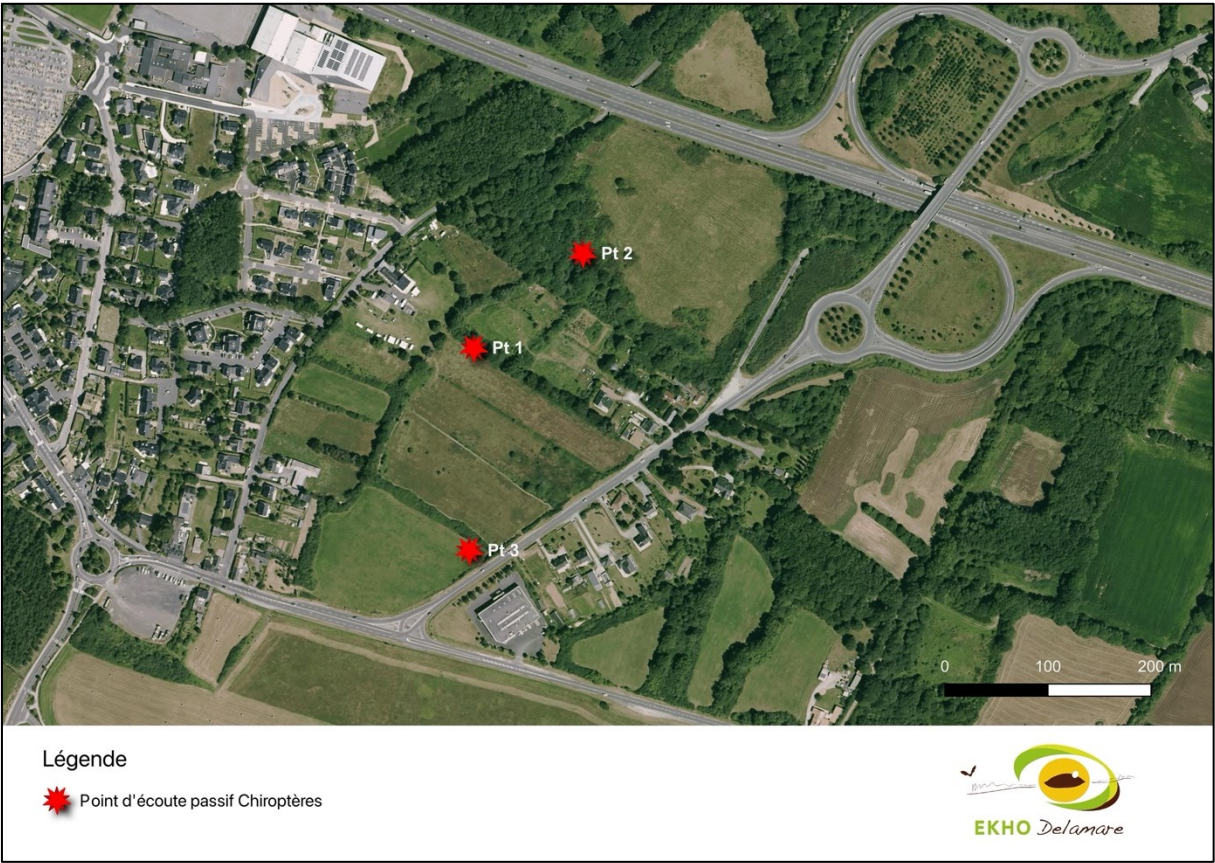 Pt 2
Pt 1
Pt 3
0 100 200 m
Légende
Point d'écoute passif Chiroptères
EKHO Delamare